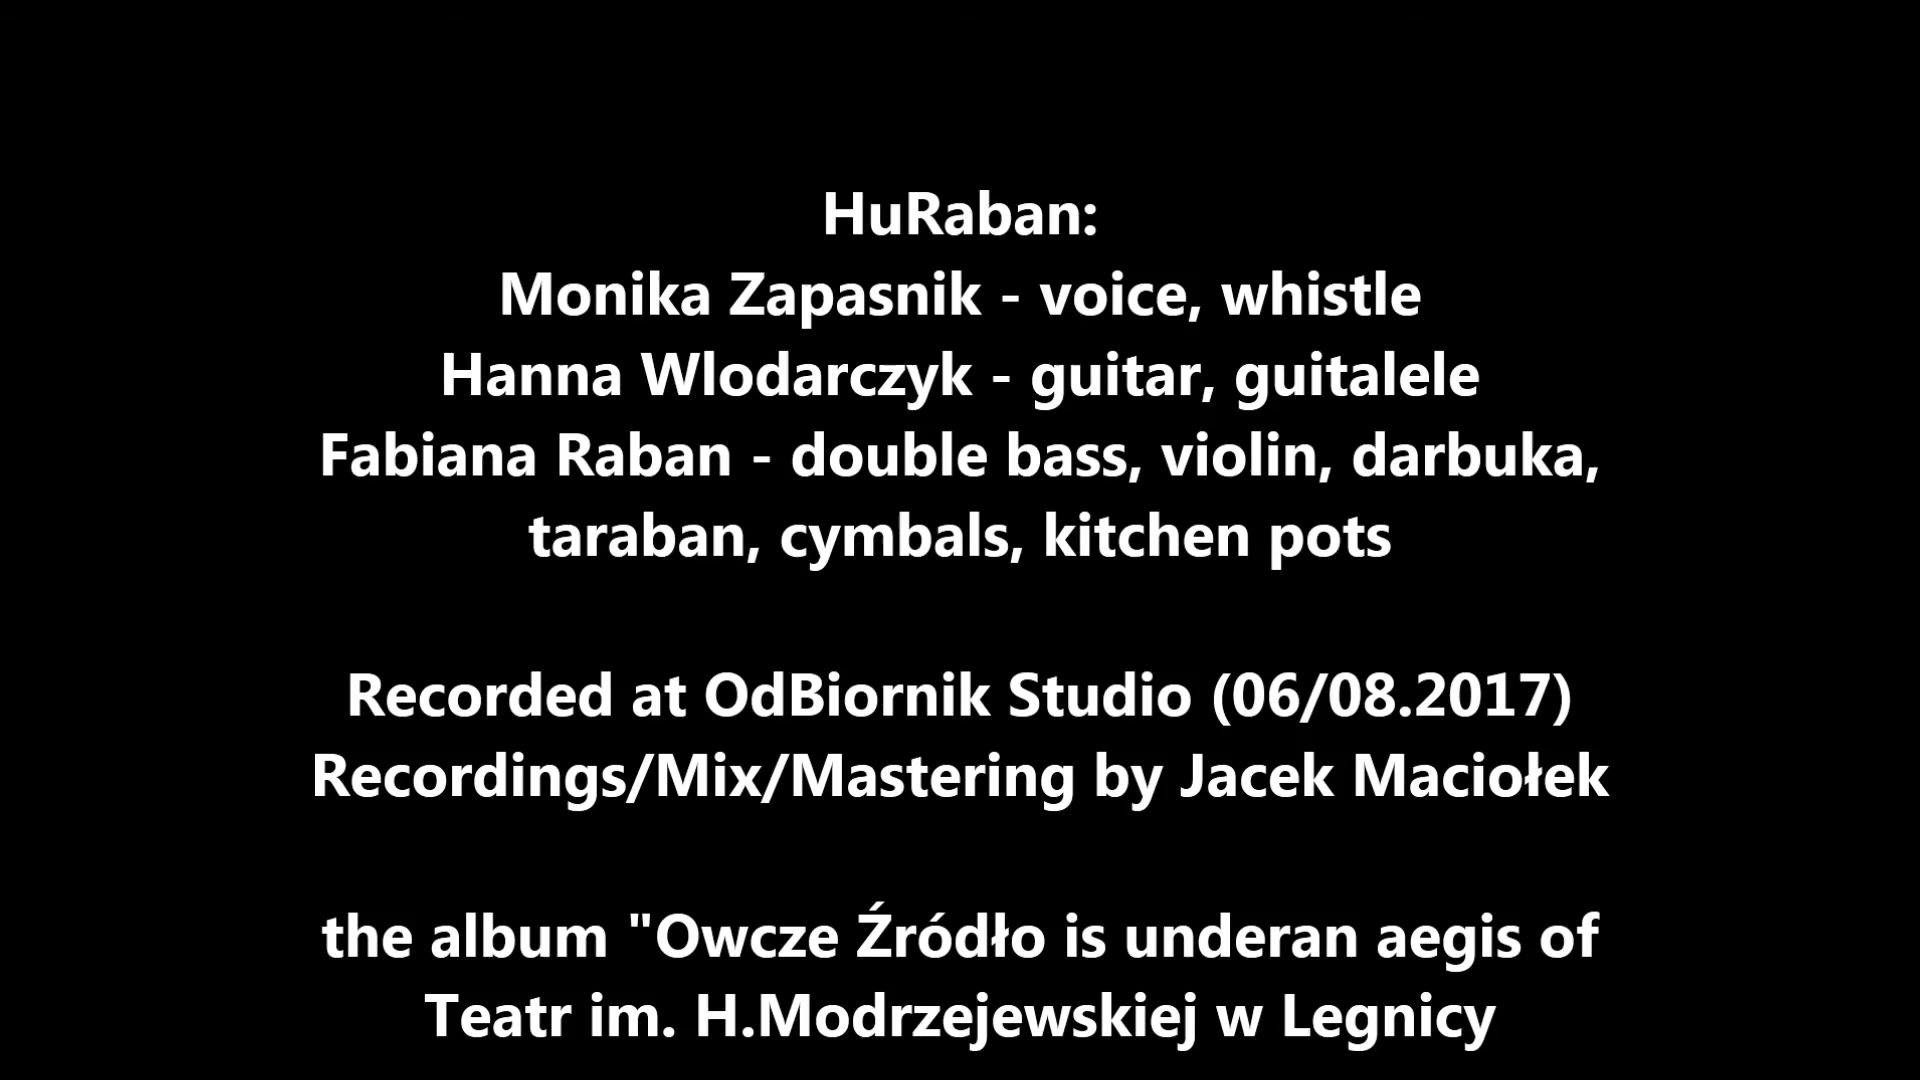 HuRaban:
Monika Zapasnik - voice, whistle
Hanna Wlodarczyk - guitar, guitalele
Fabiana Raban - double bass, violin, darbuka,
taraban, cymbals, kitchen pots
Recorded at OdBiornik Studio (06/08.2017)
Recordings/Mix/Mastering by Jacek Maciołek
the album "Owcze Źródło is underan aegis of
Teatr im. H.Modrzejewskiej w Legnicy